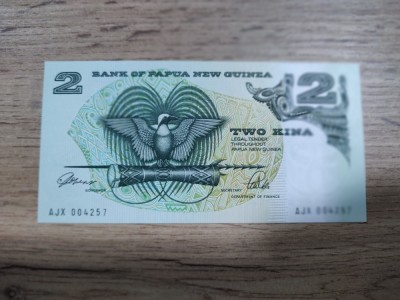 2 BANK OF PAPUA NEW GUINEA 2
TWO KINA
LEGAL TENDER
THROUGHOUT
PAPUA NEW GUINEA
GOVERNOR SECRETARY
DEPARTMENT OF FINANCE
AJX 004257 AJX 004257